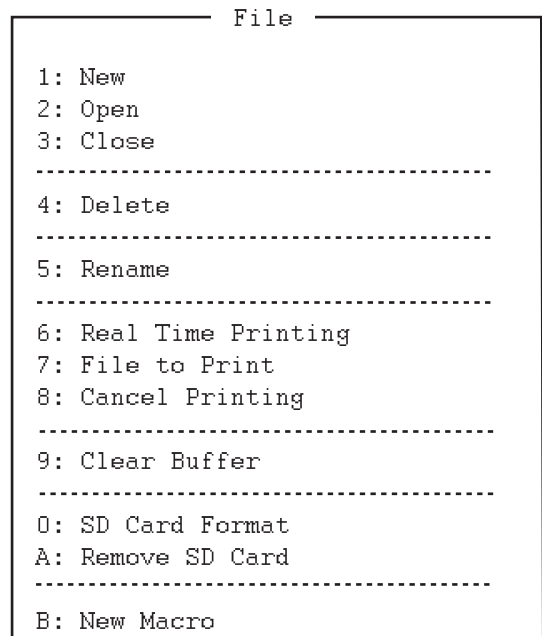 File
1: New
2: Open
3: Close
4: Delete
5: Rename
6: Real Time Printing
7: File to Print
8: Cancel Printing
9: Clear Buffer
0: SD Card Format
A: Remove SD Card
B: New Macro